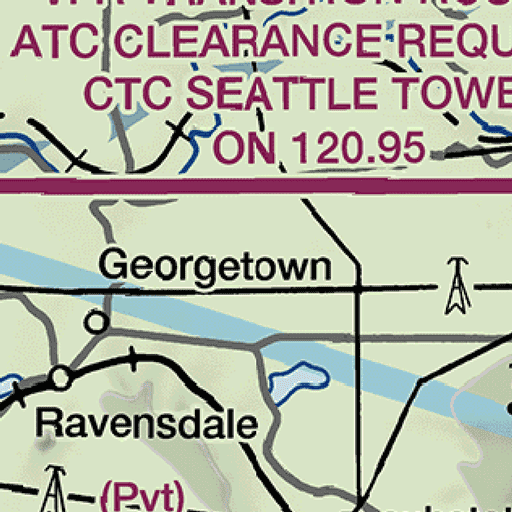 ATC CLEARANCE REQU
CTC SEATTLE TOWE
ON 120.95
Georgetown
Ravensdale
(Pvt)